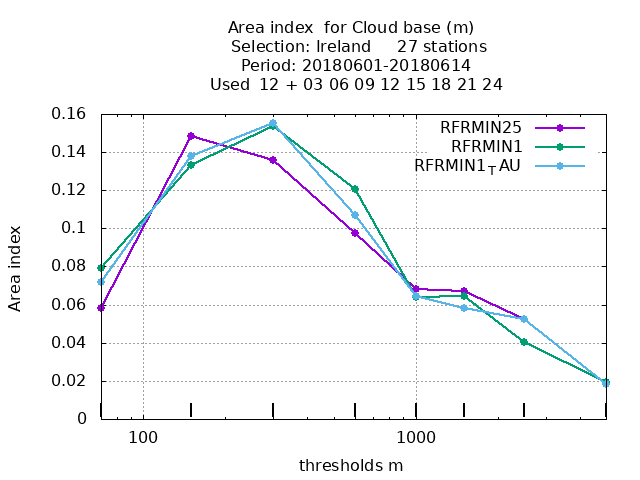 Area index for Cloud base (m)
Selection: Ireland 27 stations
Period: 20180601-20180614
Used 12 + 03 06 09 12 15 18 21 24
RFRMIN25
RFRMIN1
RFRMIN1TAU
0.16
0.14
0.12
0.1
0.08
0.06
0.04
0.02
0
Area index
100 1000
thresholds m